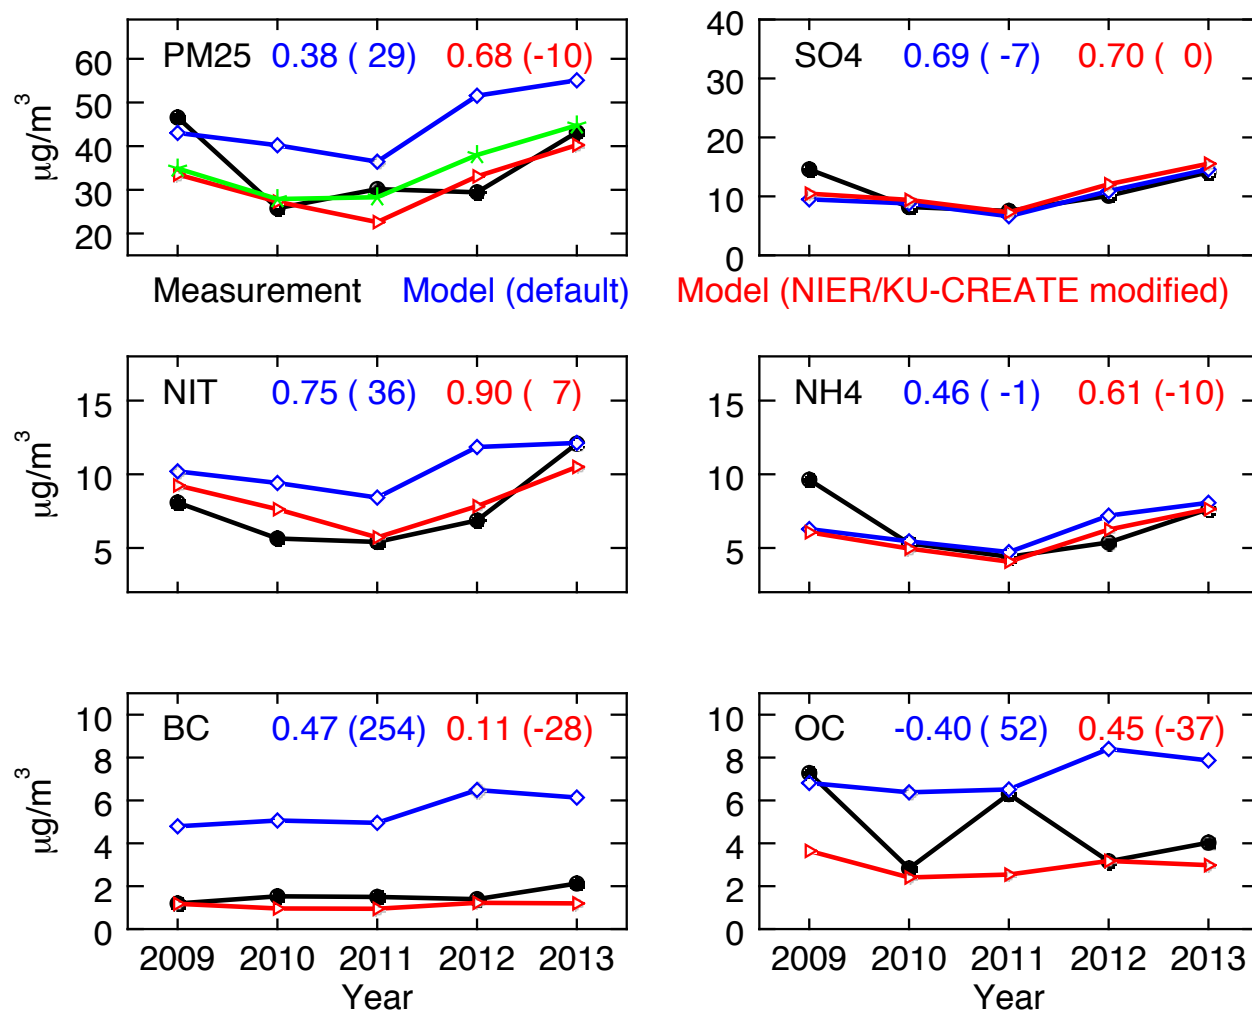 PM25 0.38 ( 29) 0.68 (-10)
60
50
40
30
20
μg/m³
SO4 0.69 ( -7) 0.70 ( 0)
40
30
20
10
0
Measurement Model (default) Model (NIER/KU-CREATE modified)
NIT 0.75 ( 36) 0.90 ( 7)
15
10
5
μg/m³
NH4 0.46 ( -1) 0.61 (-10)
15
10
5
BC 0.47 (254) 0.11 (-28)
10
8
6
4
2
0
μg/m³
2009 2010 2011 2012 2013
Year
OC -0.40 ( 52) 0.45 (-37)
10
8
6
4
2
0
2009 2010 2011 2012 2013
Year